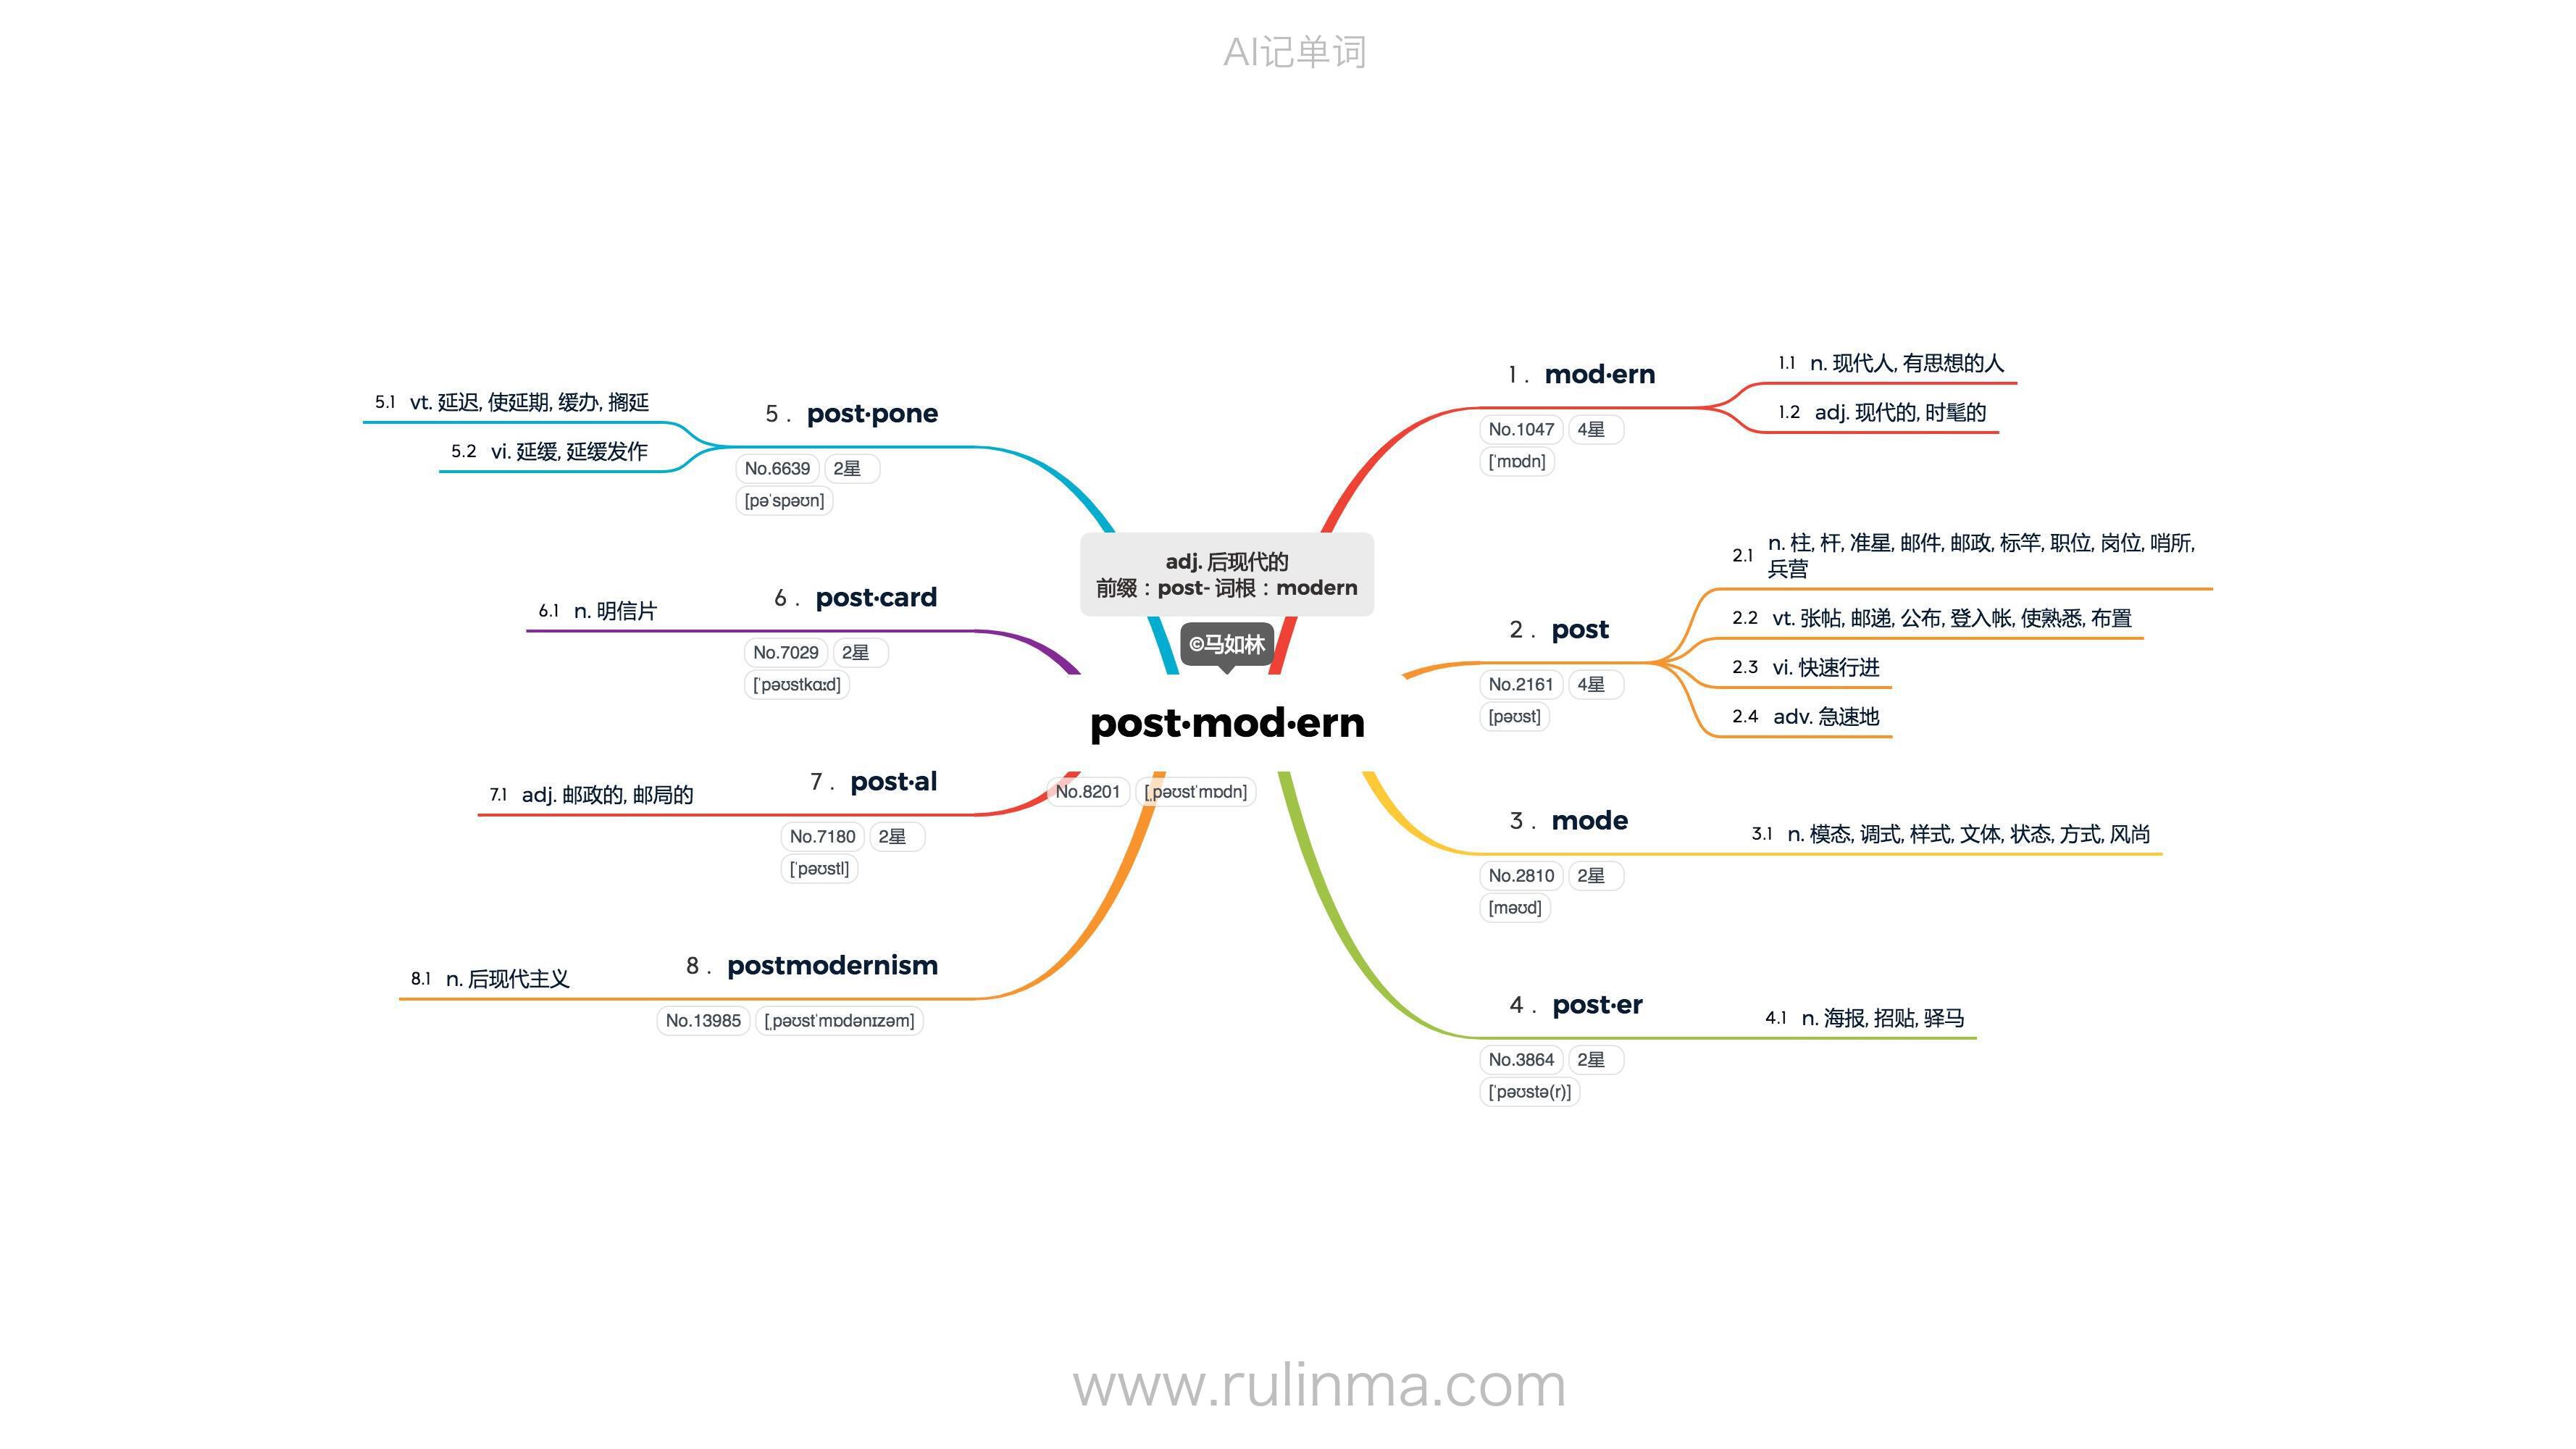 AI记单词
adj. 后现代的
前缀：post- 词根：modern
©马如林
post·mod·ern
No.8201 [ˌpəʊstˈmɒdn]
1. mod·ern
No.1047 4星
[ˈmɒdn]
1.1 n. 现代人, 有思想的人
1.2 adj. 现代的, 时髦的
2. post
No.2161 4星
[pəʊst]
2.1 n. 柱, 杆, 准星, 邮件, 邮政, 标竿, 职位, 岗位, 哨所,
兵营
2.2 vt. 张帖, 邮递, 公布, 登入帐, 使熟悉, 布置
2.3 vi. 快速行进
2.4 adv. 急速地
3. mode
No.2810 2星
[məʊd]
3.1 n. 模态, 调式, 样式, 文体, 状态, 方式, 风尚
4. post·er
No.3864 2星
[ˈpəʊstə(r)]
4.1 n. 海报, 招贴, 驿马
5. post·pone
No.6639 2星
[pəˈspəʊn]
5.1 vt. 延迟, 使延期, 缓办, 搁延
5.2 vi. 延缓, 延缓发作
6. post·card
No.7029 2星
[ˈpəʊstkɑːd]
6.1 n. 明信片
7. post·al
No.7180 2星
[ˈpəʊstl]
7.1 adj. 邮政的, 邮局的
8. postmodernism
No.13985 [ˌpəʊstˈmɒdənɪzəm]
8.1 n. 后现代主义
www.rulinma.com